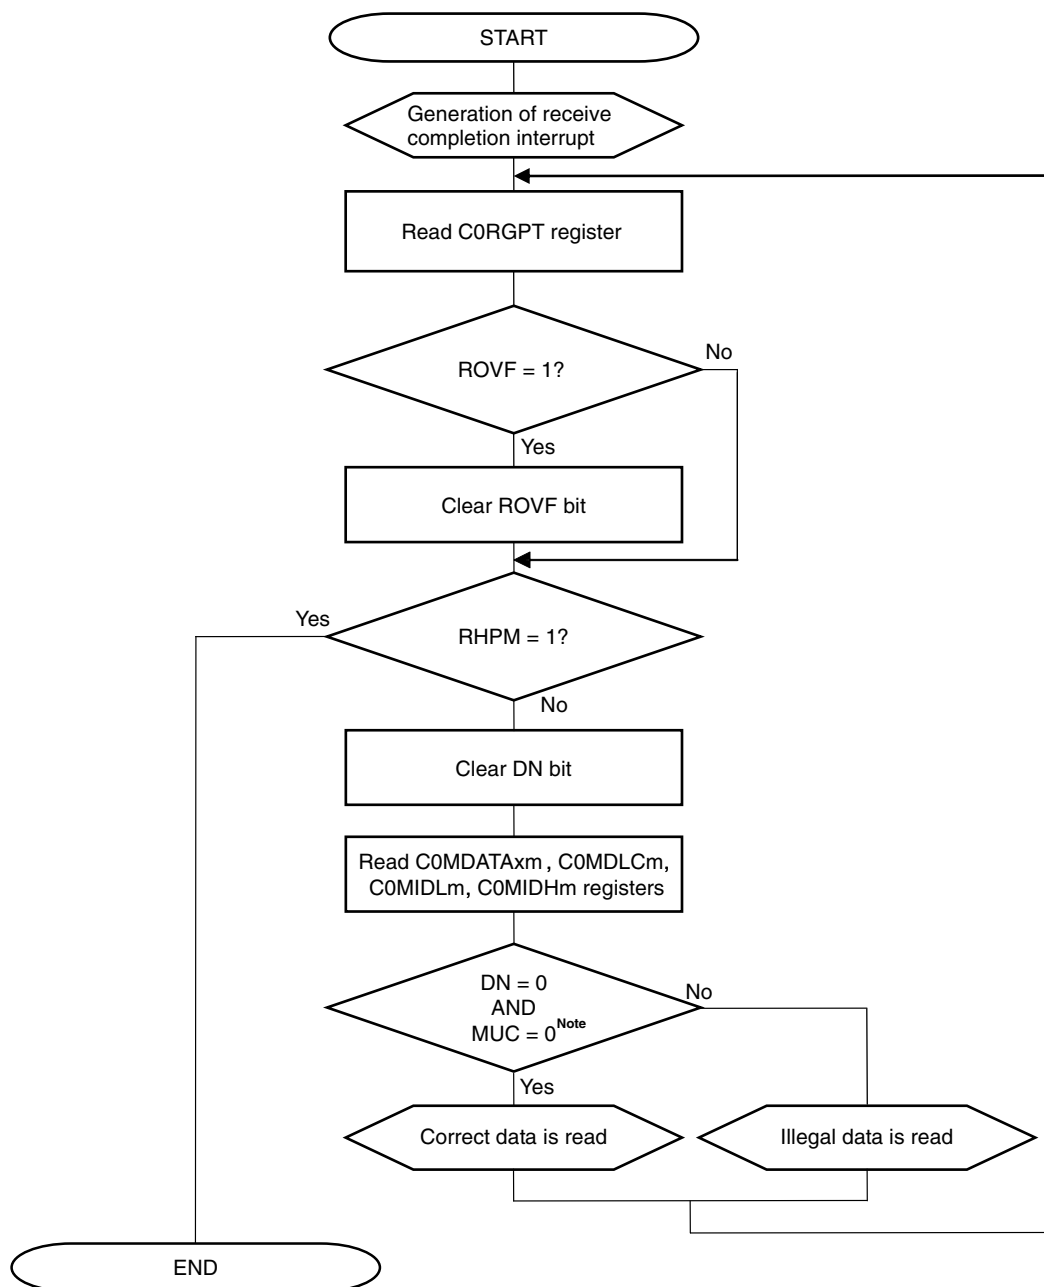 START
Generation of receive
completion interrupt
Read C0RGPT register
ROVF = 1?
No
Yes
Clear ROVF bit
Yes
RHPM = 1?
No
Clear DN bit
Read C0MDATAxm , C0MDLCm,
C0MIDLm, C0MIDHm registers
DN = 0
AND
MUC = 0Note
No
Yes
Correct data is read
Illegal data is read
END